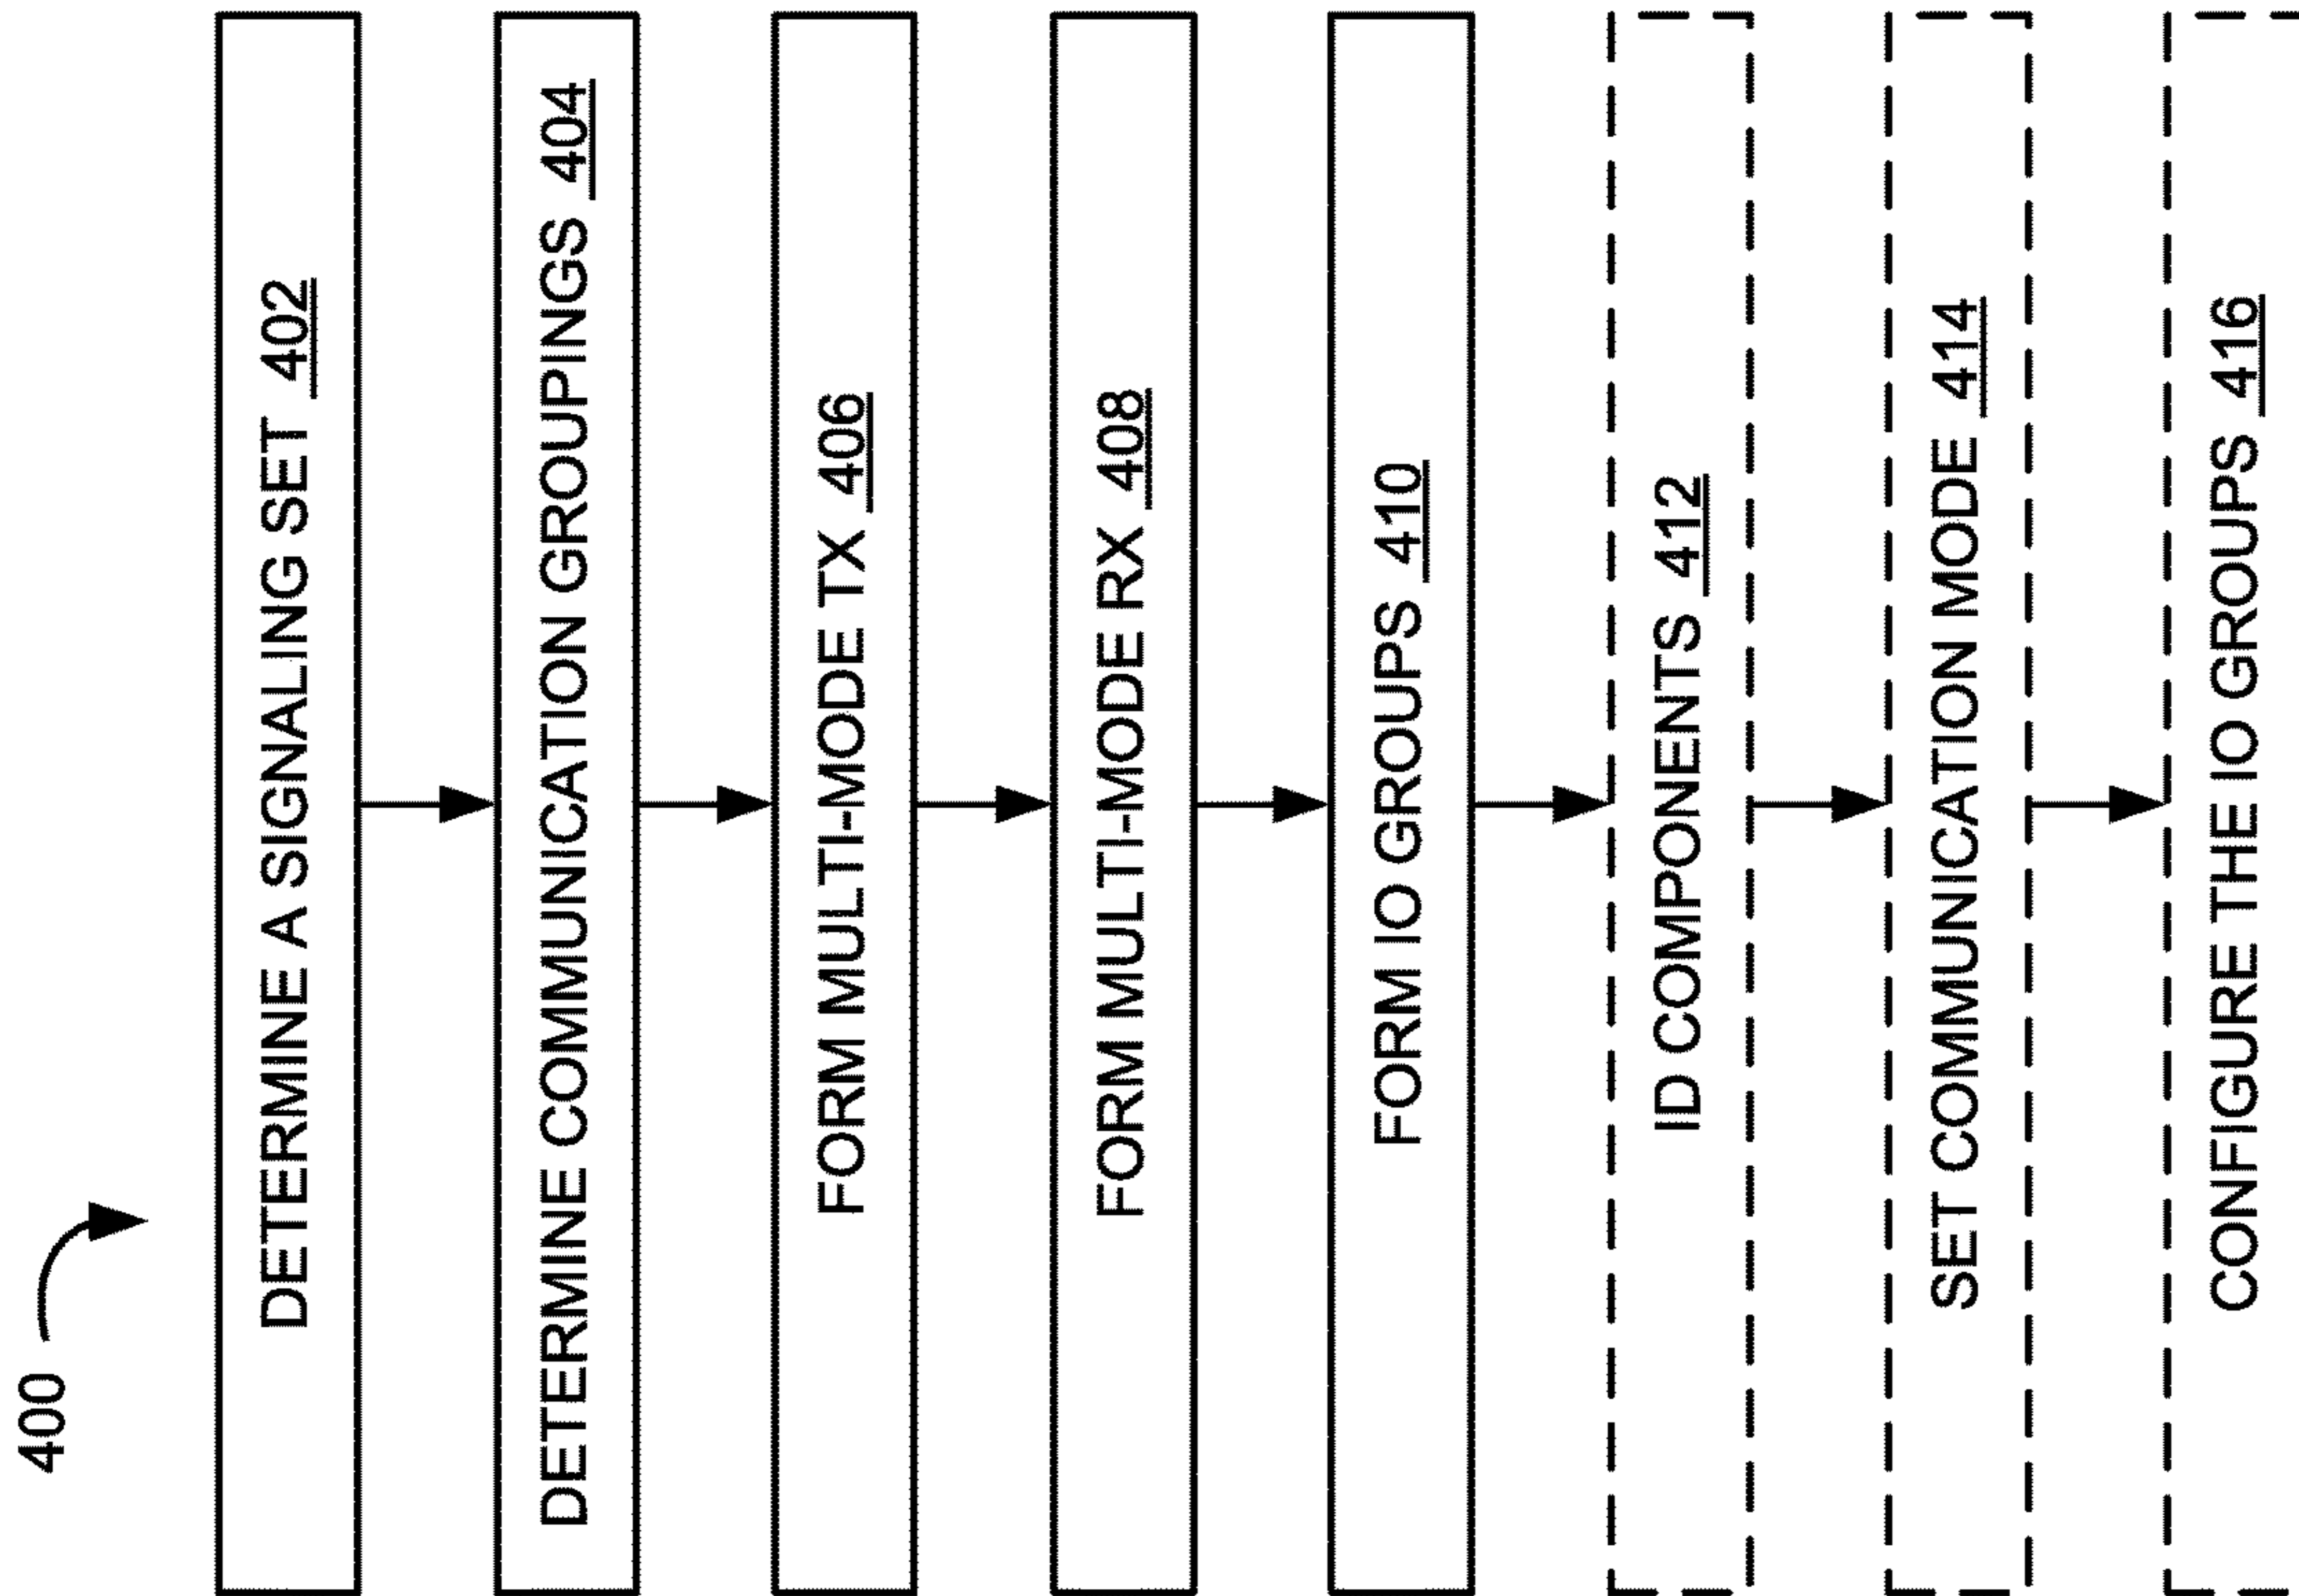 400
DETERMINE A SIGNALING SET 402
DETERMINE COMMUNICATION GROUPINGS 404
FORM MULTI-MODE TX 406
FORM MULTI-MODE RX 408
FORM IO GROUPS 410
ID COMPONENTS 412
SET COMMUNICATION MODE 414
CONFIGURE THE IO GROUPS 416